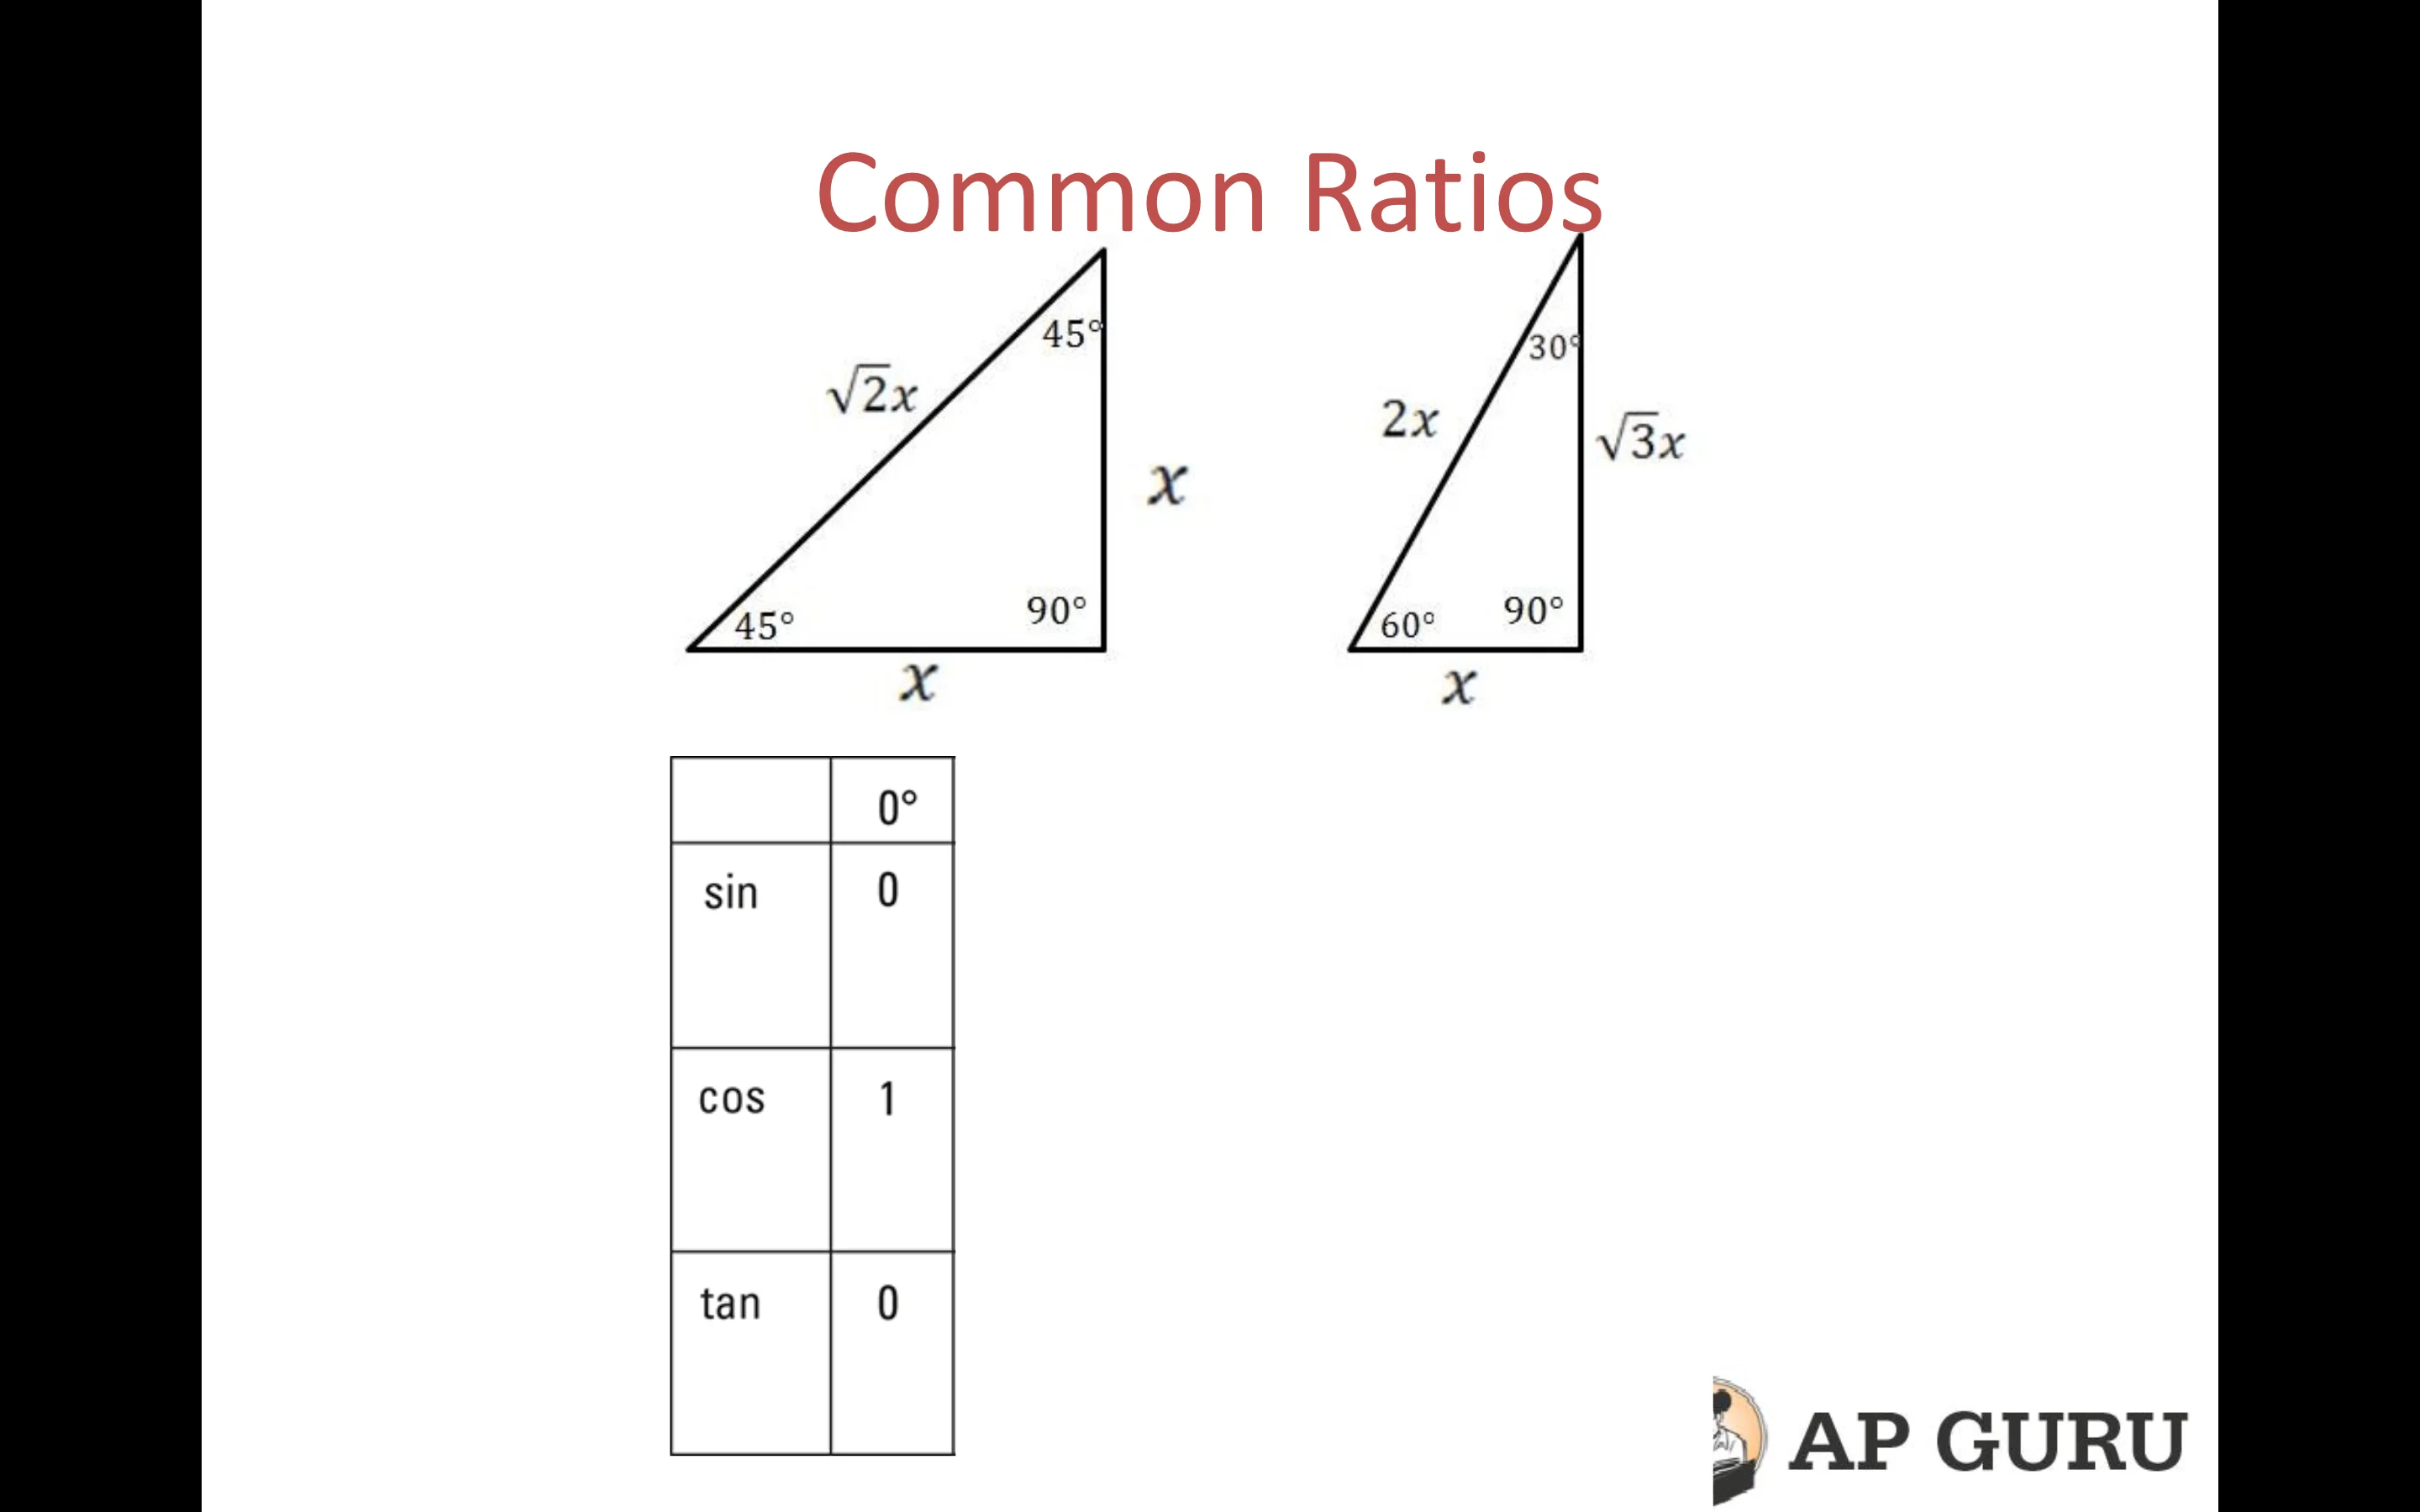 Common Ratios
45°
√2x
x
45°
90°
x
30°
2x
√3x
60°
90°
x
0°
sin 0
cos 1
tan 0
AP GURU